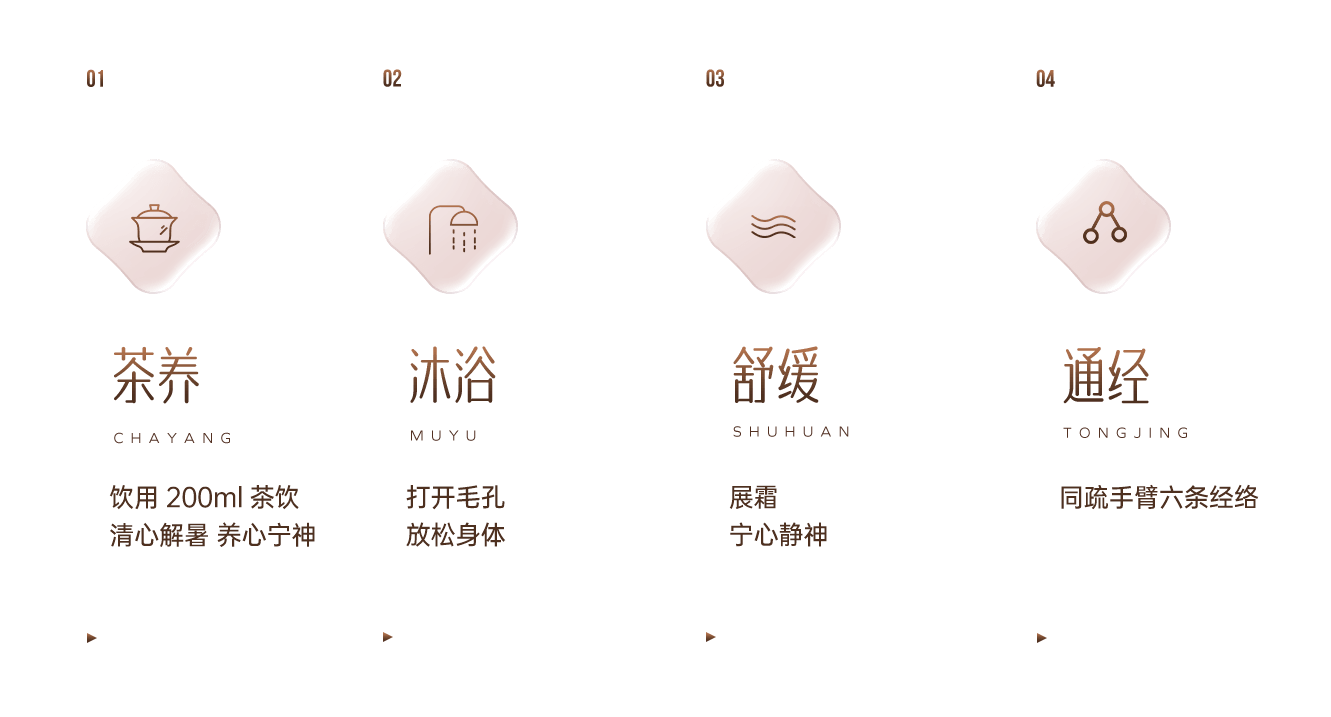 01
茶养
CHAYANG
饮用 200ml 茶饮
清心解暑 养心宁神
02
沐浴
MUYU
打开毛孔
放松身体
03
舒缓
SHUHUAN
展霜
宁心静神
04
通经
TONGJING
同疏手臂六条经络